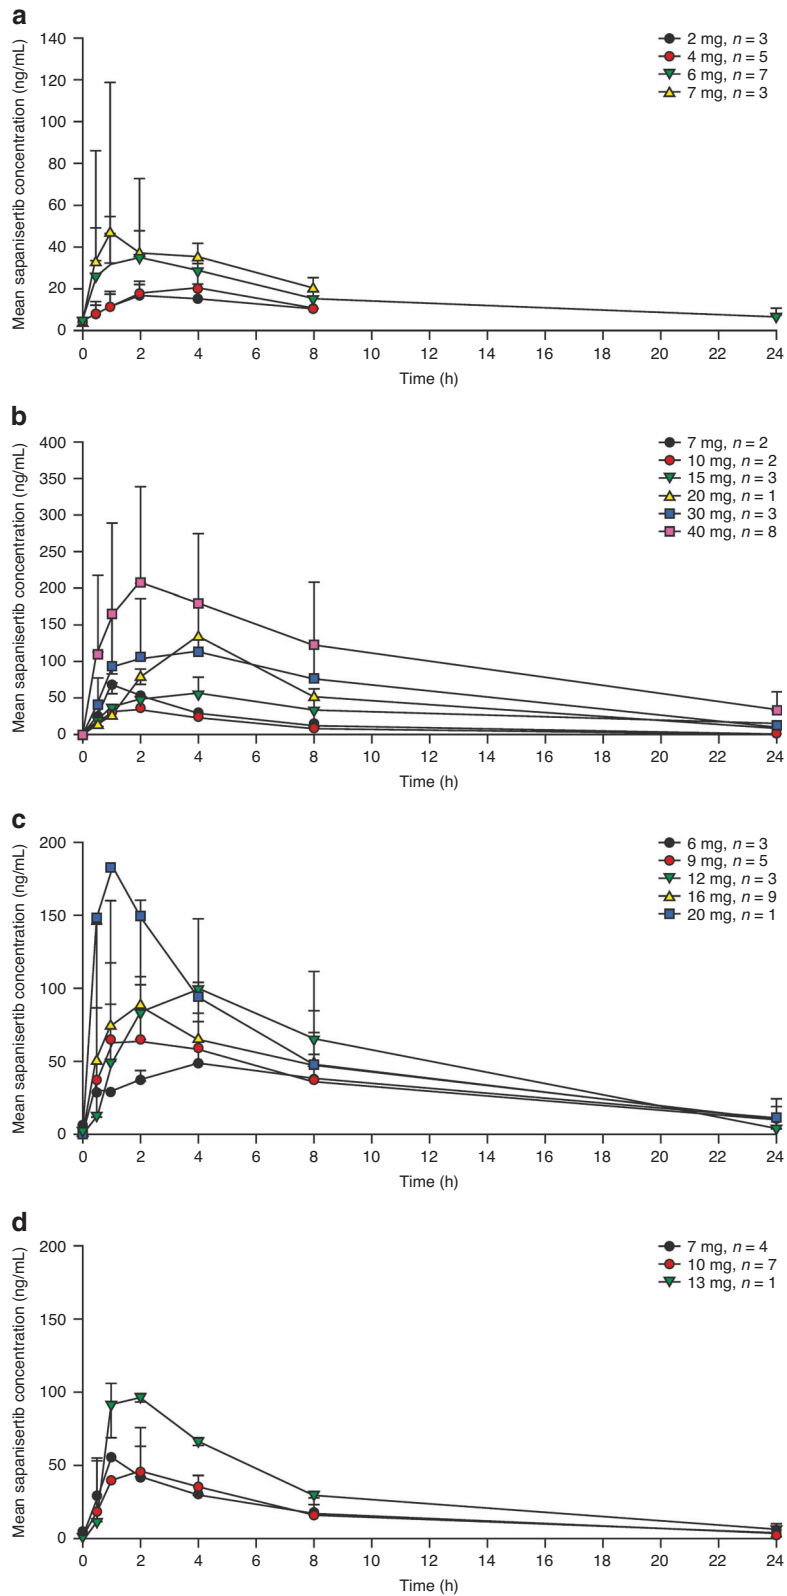 a
Mean sapanisertib concentration (ng/mL)
140
120
100
80
60
40
20
0
0 2 4 6 8 10 12 14 16 18 20 22 24
Time (h)
2 mg, n = 3
4 mg, n = 5
6 mg, n = 7
7 mg, n = 3
b
Mean sapanisertib concentration (ng/mL)
400
350
300
250
200
150
100
50
0
0 2 4 6 8 10 12 14 16 18 20 22 24
Time (h)
7 mg, n = 2
10 mg, n = 2
15 mg, n = 3
20 mg, n = 1
30 mg, n = 3
40 mg, n = 8
c
Mean sapanisertib concentration (ng/mL)
200
150
100
50
0
0 2 4 6 8 10 12 14 16 18 20 22 24
Time (h)
6 mg, n = 3
9 mg, n = 5
12 mg, n = 3
16 mg, n = 9
20 mg, n = 1
d
Mean sapanisertib concentration (ng/mL)
200
150
100
50
0
0 2 4 6 8 10 12 14 16 18 20 22 24
Time (h)
7 mg, n = 4
10 mg, n = 7
13 mg, n = 1